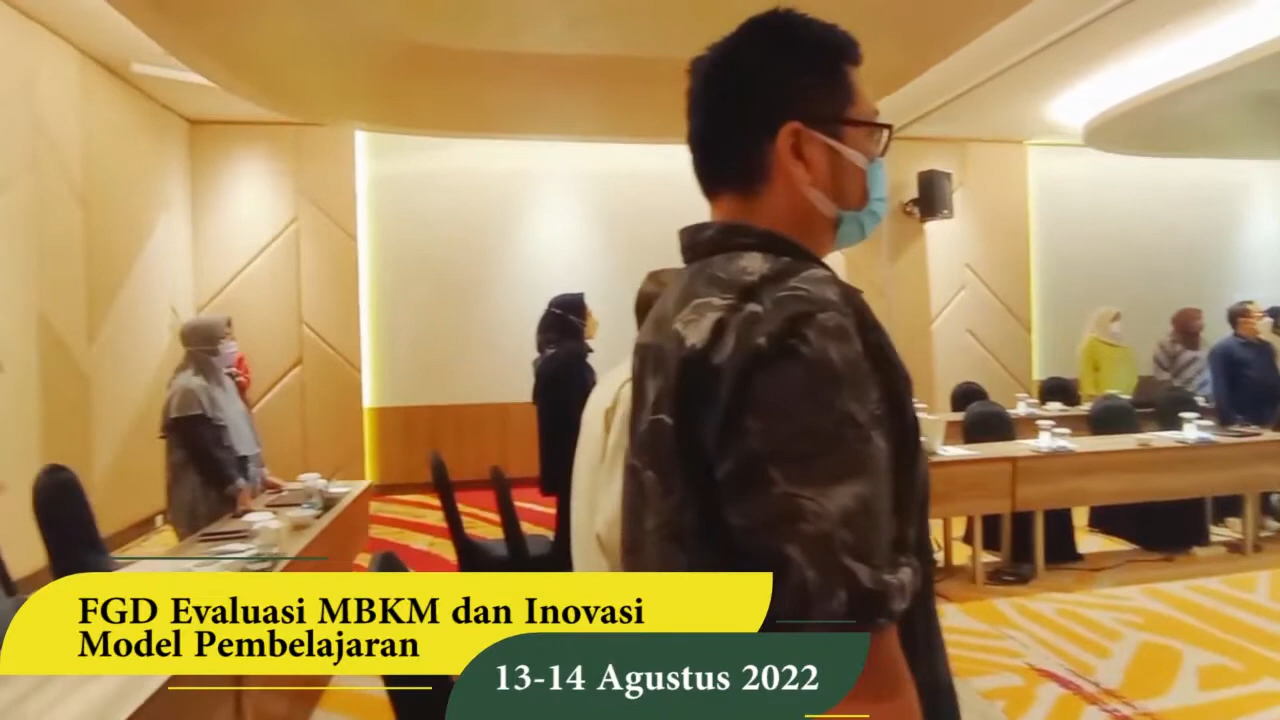 FGD Evaluasi MBKM dan Inovasi
Model Pembelajaran
13-14 Agustus 2022